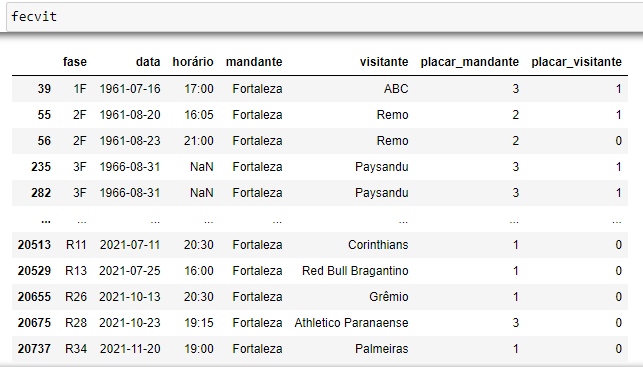 fecvit
fase data horário mandante visitante placar_mandante placar_visitante
39 1F 1961-07-16 17:00 Fortaleza ABC 3 1
55 2F 1961-08-20 16:05 Fortaleza Remo 2 1
56 2F 1961-08-23 21:00 Fortaleza Remo 2 0
235 3F 1966-08-31 NaN Fortaleza Paysandu 3 1
282 3F 1966-08-31 NaN Fortaleza Paysandu 3 1
... ... ... ... ... ... ... ...
20513 R11 2021-07-11 20:30 Fortaleza Corinthians 1 0
20529 R13 2021-07-25 16:00 Fortaleza Red Bull Bragantino 1 0
20655 R26 2021-10-13 20:30 Fortaleza Grêmio 1 0
20675 R28 2021-10-23 19:15 Fortaleza Athletico Paranaense 3 0
20737 R34 2021-11-20 19:00 Fortaleza Palmeiras 1 0